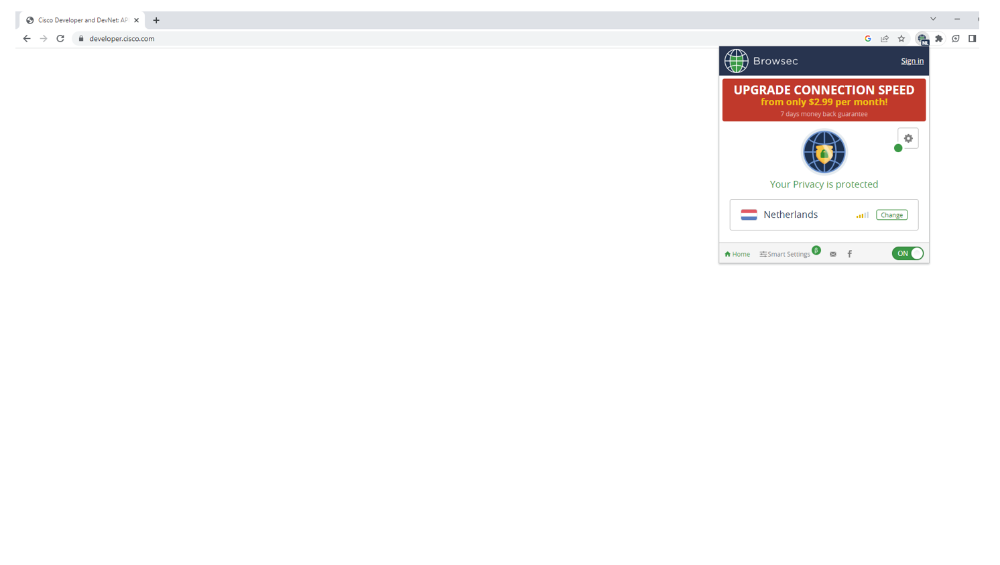 Cisco Developer and DevNet: AP
developer.cisco.com
NL
Browsec
Sign in
UPGRADE CONNECTION SPEED
from only $2.99 per month!
7 days money back guarantee
Your Privacy is protected
Netherlands
Change
Home
Smart Settings
β
ON